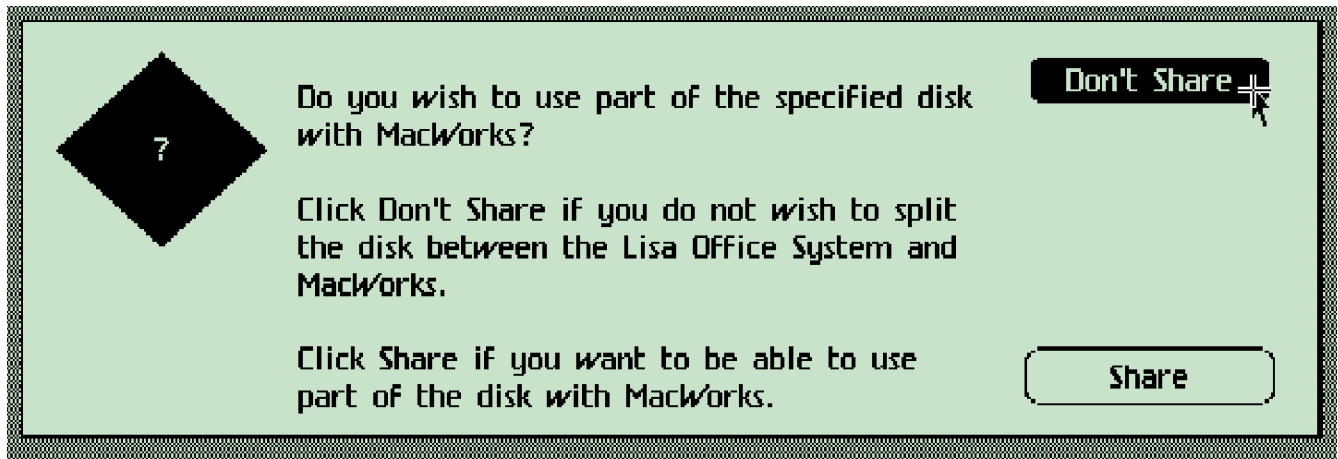 ?
Do you wish to use part of the specified disk
with MacWorks?
Click Don't Share if you do not wish to split
the disk between the Lisa Office System and
MacWorks.
Click Share if you want to be able to use
part of the disk with MacWorks.
Don't Share
Share